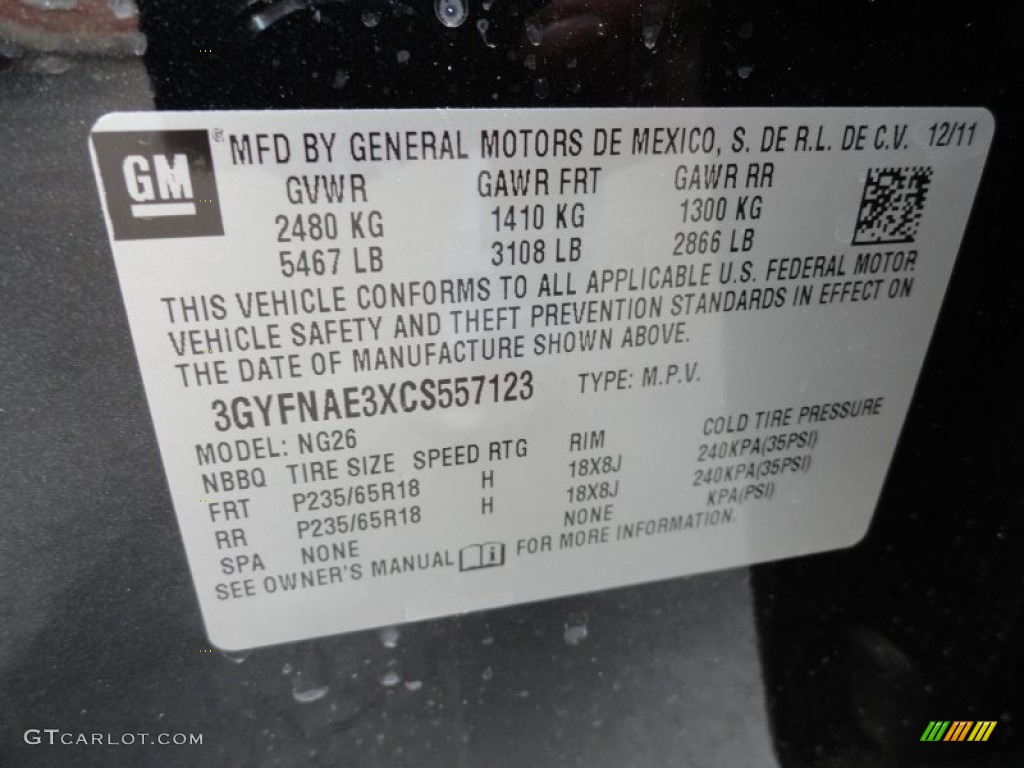 GM® MFD BY GENERAL MOTORS DE MEXICO, S. DE R.L. DE C.V. 12/11
GVWR GAWR FRT GAWR RR
2480 KG 1410 KG 1300 KG
5467 LB 3108 LB 2866 LB
THIS VEHICLE CONFORMS TO ALL APPLICABLE U.S. FEDERAL MOTOR
VEHICLE SAFETY AND THEFT PREVENTION STANDARDS IN EFFECT ON
THE DATE OF MANUFACTURE SHOWN ABOVE.
3GYFNAE3XCS557123 TYPE: M.P.V.
MODEL: NG26
NBBQ TIRE SIZE SPEED RTG RIM COLD TIRE PRESSURE
FRT P235/65R18 H 18X8J 240KPA(35PSI)
RR P235/65R18 H 18X8J 240KPA(35PSI)
SPA NONE NONE KPA(PSI)
SEE OWNER'S MANUAL i FOR MORE INFORMATION.
GTCARLOT.COM